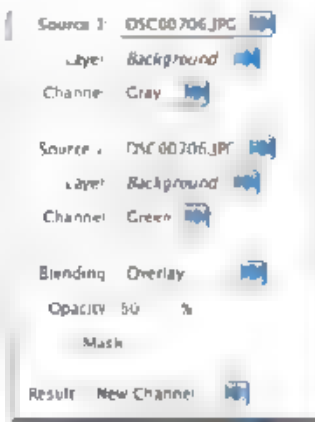 Source 1: DSC00706.JPG
Layer Background
Channel Gray
Source 2: DSC00706.JPG
Layer Background
Channel Green
Blending Overlay
Opacity 50 %
Mask
Result New Channel